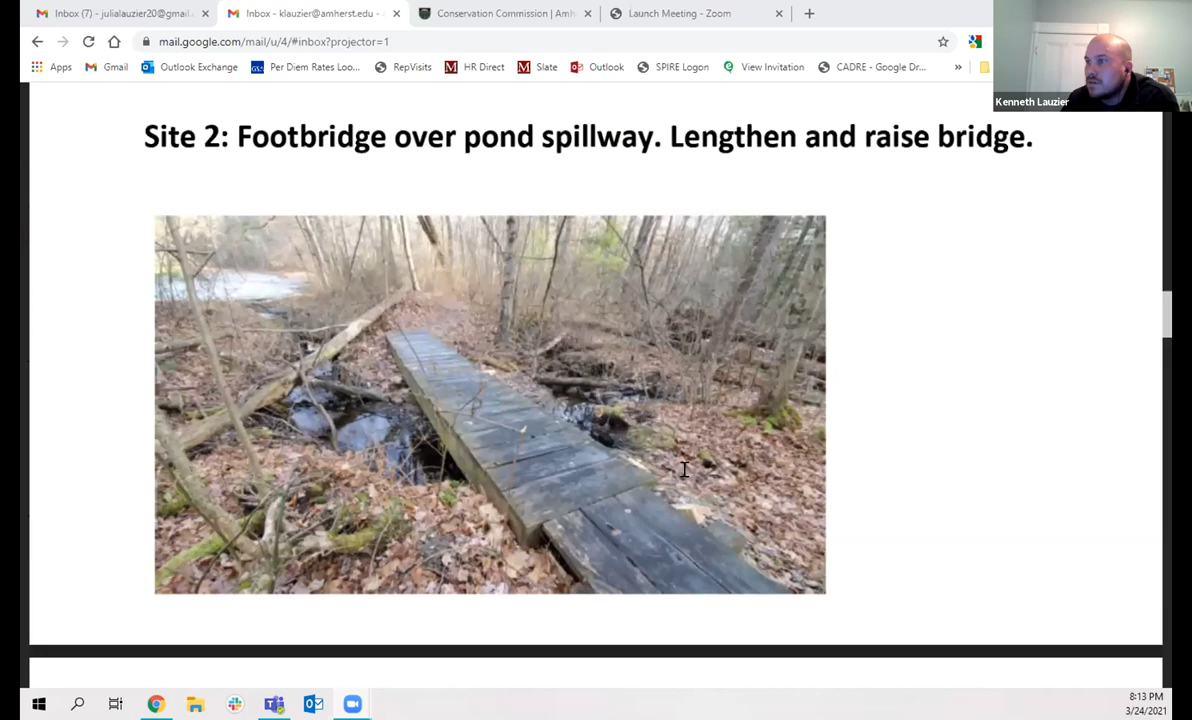 Inbox (7) - julialauzier20@gmail.
Inbox - klauzier@amherst.edu -
Conservation Commission | Amh
Launch Meeting - Zoom
mail.google.com/mail/u/4/#inbox?projector=1
Apps Gmail Outlook Exchange Per Diem Rates Loo... RepVisits HR Direct Slate Outlook SPIRE Logon View Invitation CADRE - Google Dr... »
Kenneth Lauzier
Site 2: Footbridge over pond spillway. Lengthen and raise bridge.
8:13 PM
3/24/2021